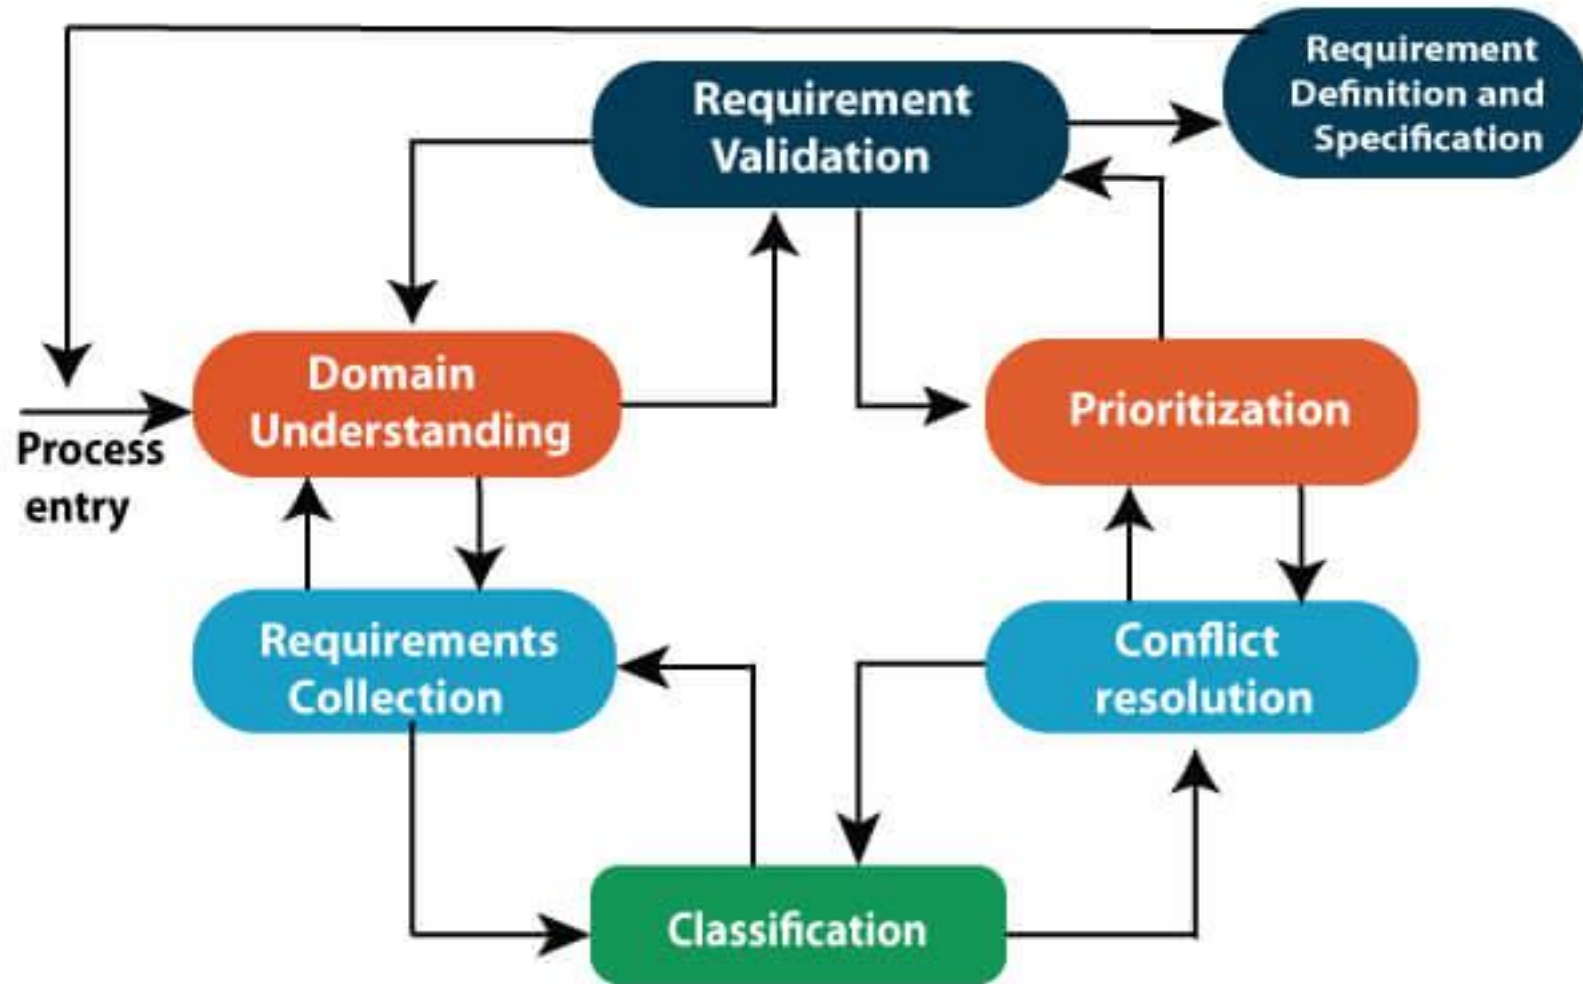 Requirement
Definition and
Specification
Requirement
Validation
Domain
Understanding
Prioritization
Process
entry
Requirements
Collection
Conflict
resolution
Classification